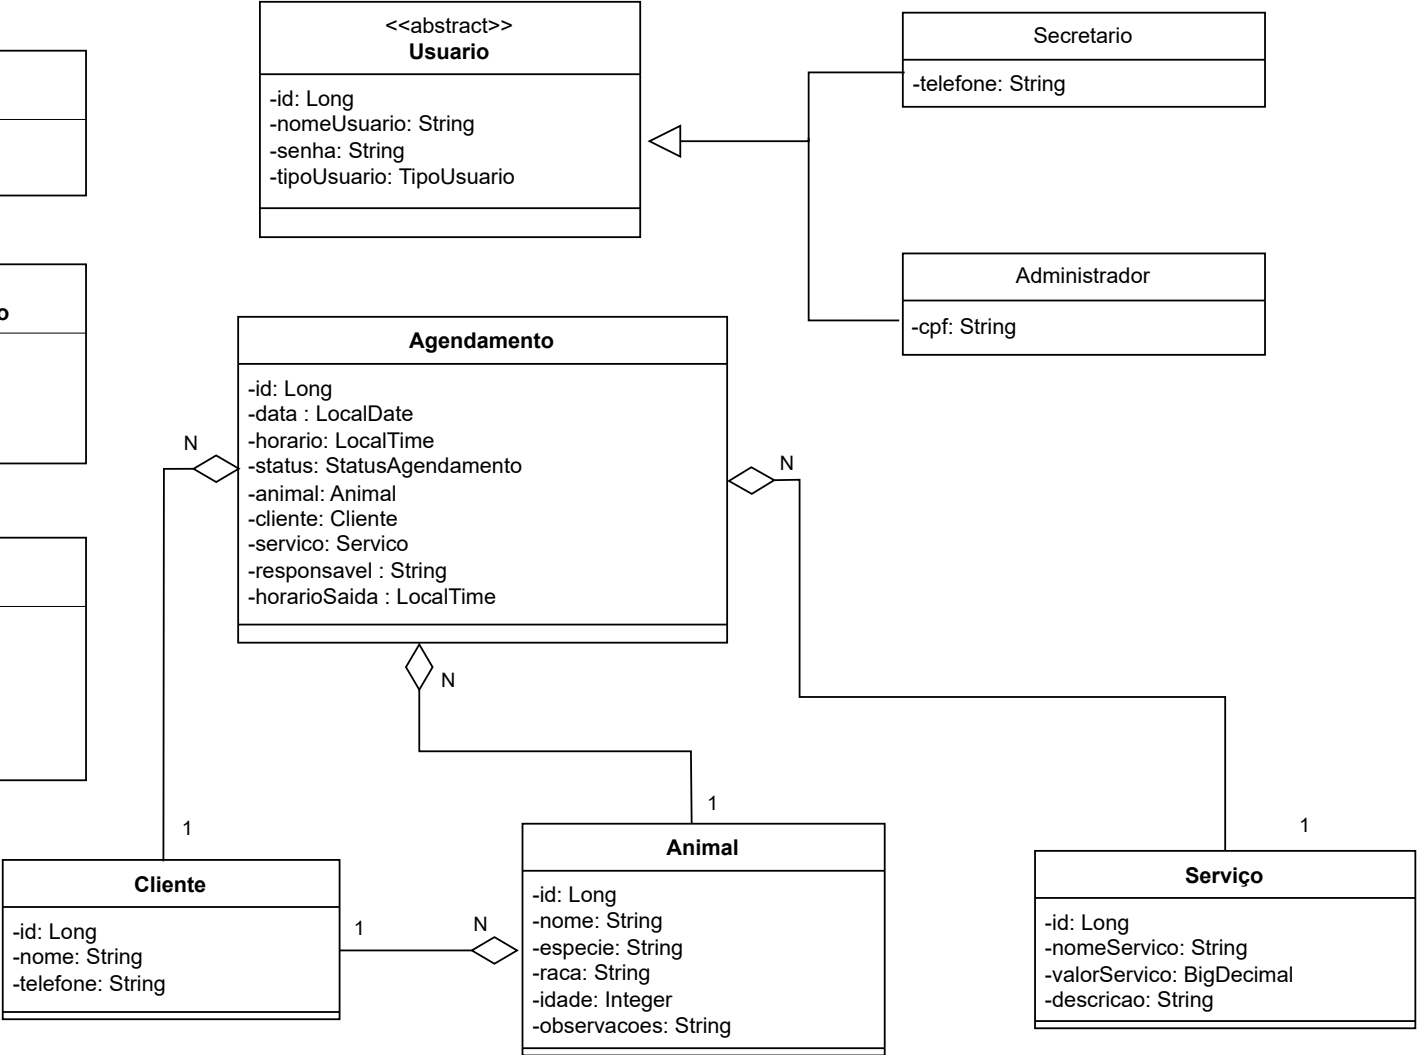 <<abstract>>
Usuario
-id: Long
-nomeUsuario: String
-senha: String
-tipoUsuario: TipoUsuario
Secretario
-telefone: String
Administrador
-cpf: String
o
Agendamento
-id: Long
-data : LocalDate
-horario: LocalTime
-status: StatusAgendamento
-animal: Animal
-cliente: Cliente
-servico: Servico
-responsavel : String
-horarioSaida : LocalTime
N
N
N
1
1
1
Cliente
-id: Long
-nome: String
-telefone: String
1
N
Animal
-id: Long
-nome: String
-especie: String
-raca: String
-idade: Integer
-observacoes: String
Serviço
-id: Long
-nomeServico: String
-valorServico: BigDecimal
-descricao: String